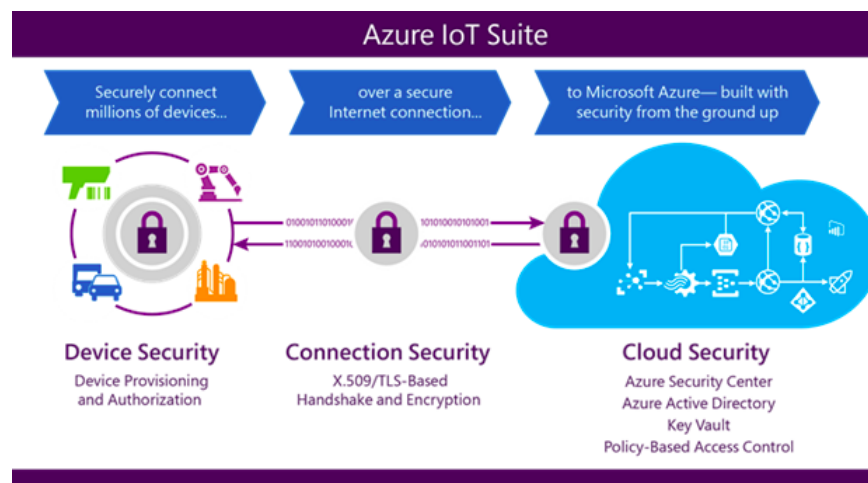 Azure IoT Suite
Securely connect
millions of devices...
over a secure
Internet connection...
to Microsoft Azure— built with
security from the ground up
Device Security
Device Provisioning
and Authorization
Connection Security
X.509/TLS-Based
Handshake and Encryption
Cloud Security
Azure Security Center
Azure Active Directory
Key Vault
Policy-Based Access Control